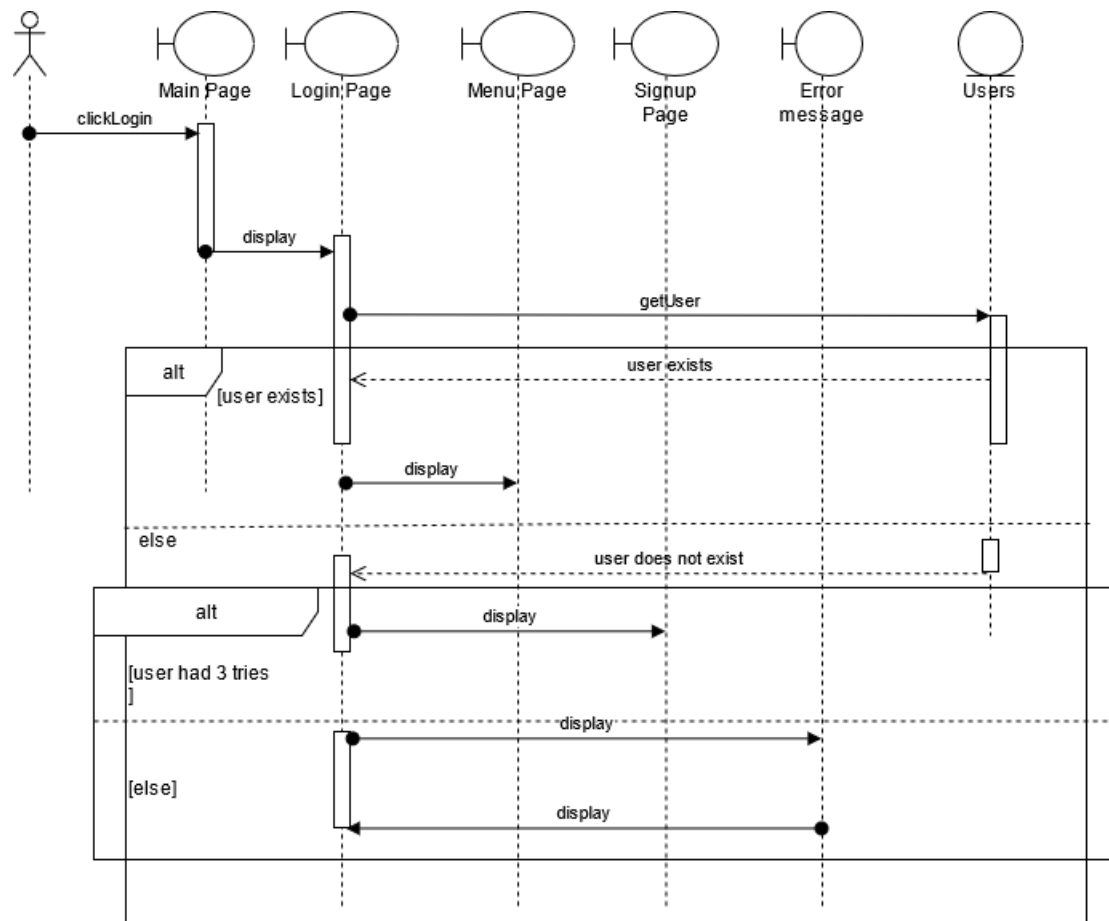 Main Page
Login Page
Menu Page
Signup
Page
Error
message
Users
clickLogin
display
getUser
alt
user exists
[user exists]
display
else
user does not exist
alt
display
[user had 3 tries
]
display
[else]
display